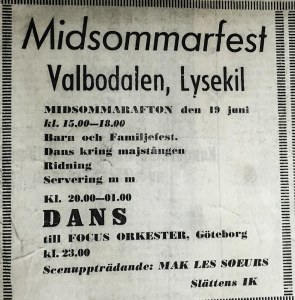 Midsommarfest
Valbodalen, Lysekil
MIDSOMMARAFTON den 19 juni
kl. 15.00-18.00
Barn och Familjefest.
Dans kring majstången
Ridning
Servering m m
Kl. 20.00-01.00
DANS
till FOCUS ORKESTER, Göteborg
kl. 23.00
Scenuppträdande: MAK LES SOEURS
Slättens IK